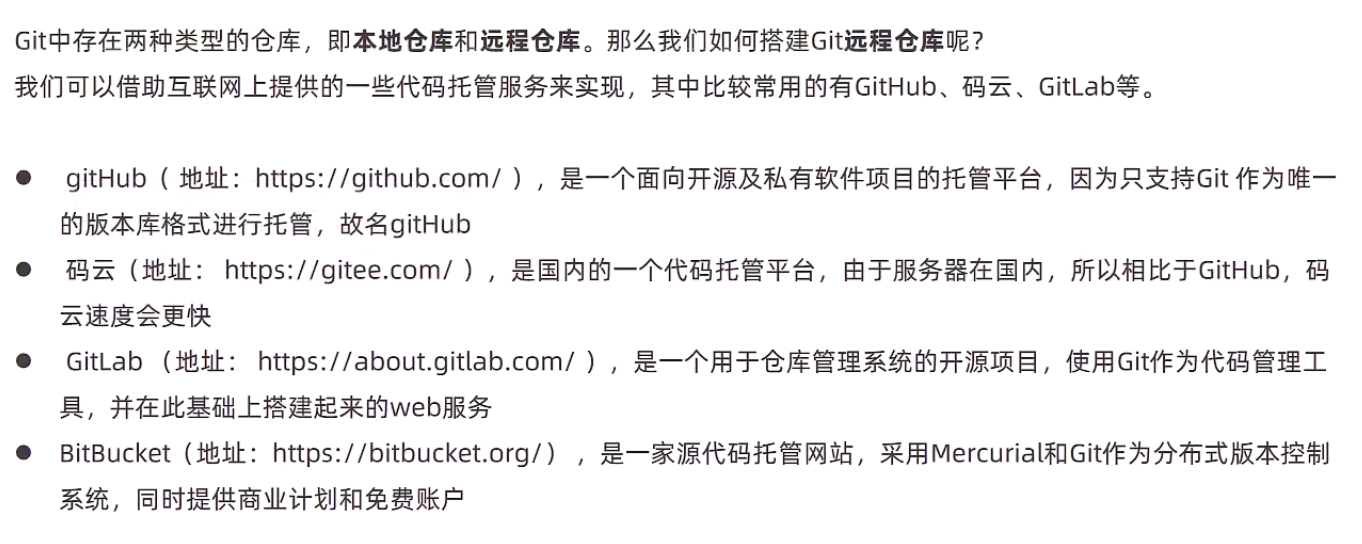 Git中存在两种类型的仓库，即本地仓库和远程仓库。那么我们如何搭建Git远程仓库呢？
我们可以借助互联网上提供的一些代码托管服务来实现，其中比较常用的有GitHub、码云、GitLab等。
● gitHub（ 地址：https://github.com/ ），是一个面向开源及私有软件项目的托管平台，因为只支持Git 作为唯一
的版本库格式进行托管，故名gitHub
● 码云（地址： https://gitee.com/ ），是国内的一个代码托管平台，由于服务器在国内，所以相比于GitHub，码
云速度会更快
● GitLab （地址： https://about.gitlab.com/ ），是一个用于仓库管理系统的开源项目，使用Git作为代码管理工
具，并在此基础上搭建起来的web服务
● BitBucket（地址：https://bitbucket.org/） ，是一家源代码托管网站，采用Mercurial和Git作为分布式版本控制
系统，同时提供商业计划和免费账户